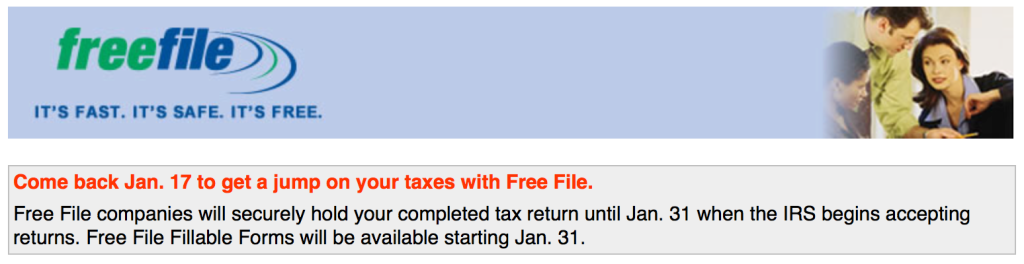 freefile
IT'S FAST. IT'S SAFE. IT'S FREE.
Come back Jan. 17 to get a jump on your taxes with Free File.
Free File companies will securely hold your completed tax return until Jan. 31 when the IRS begins accepting
returns. Free File Fillable Forms will be available starting Jan. 31.